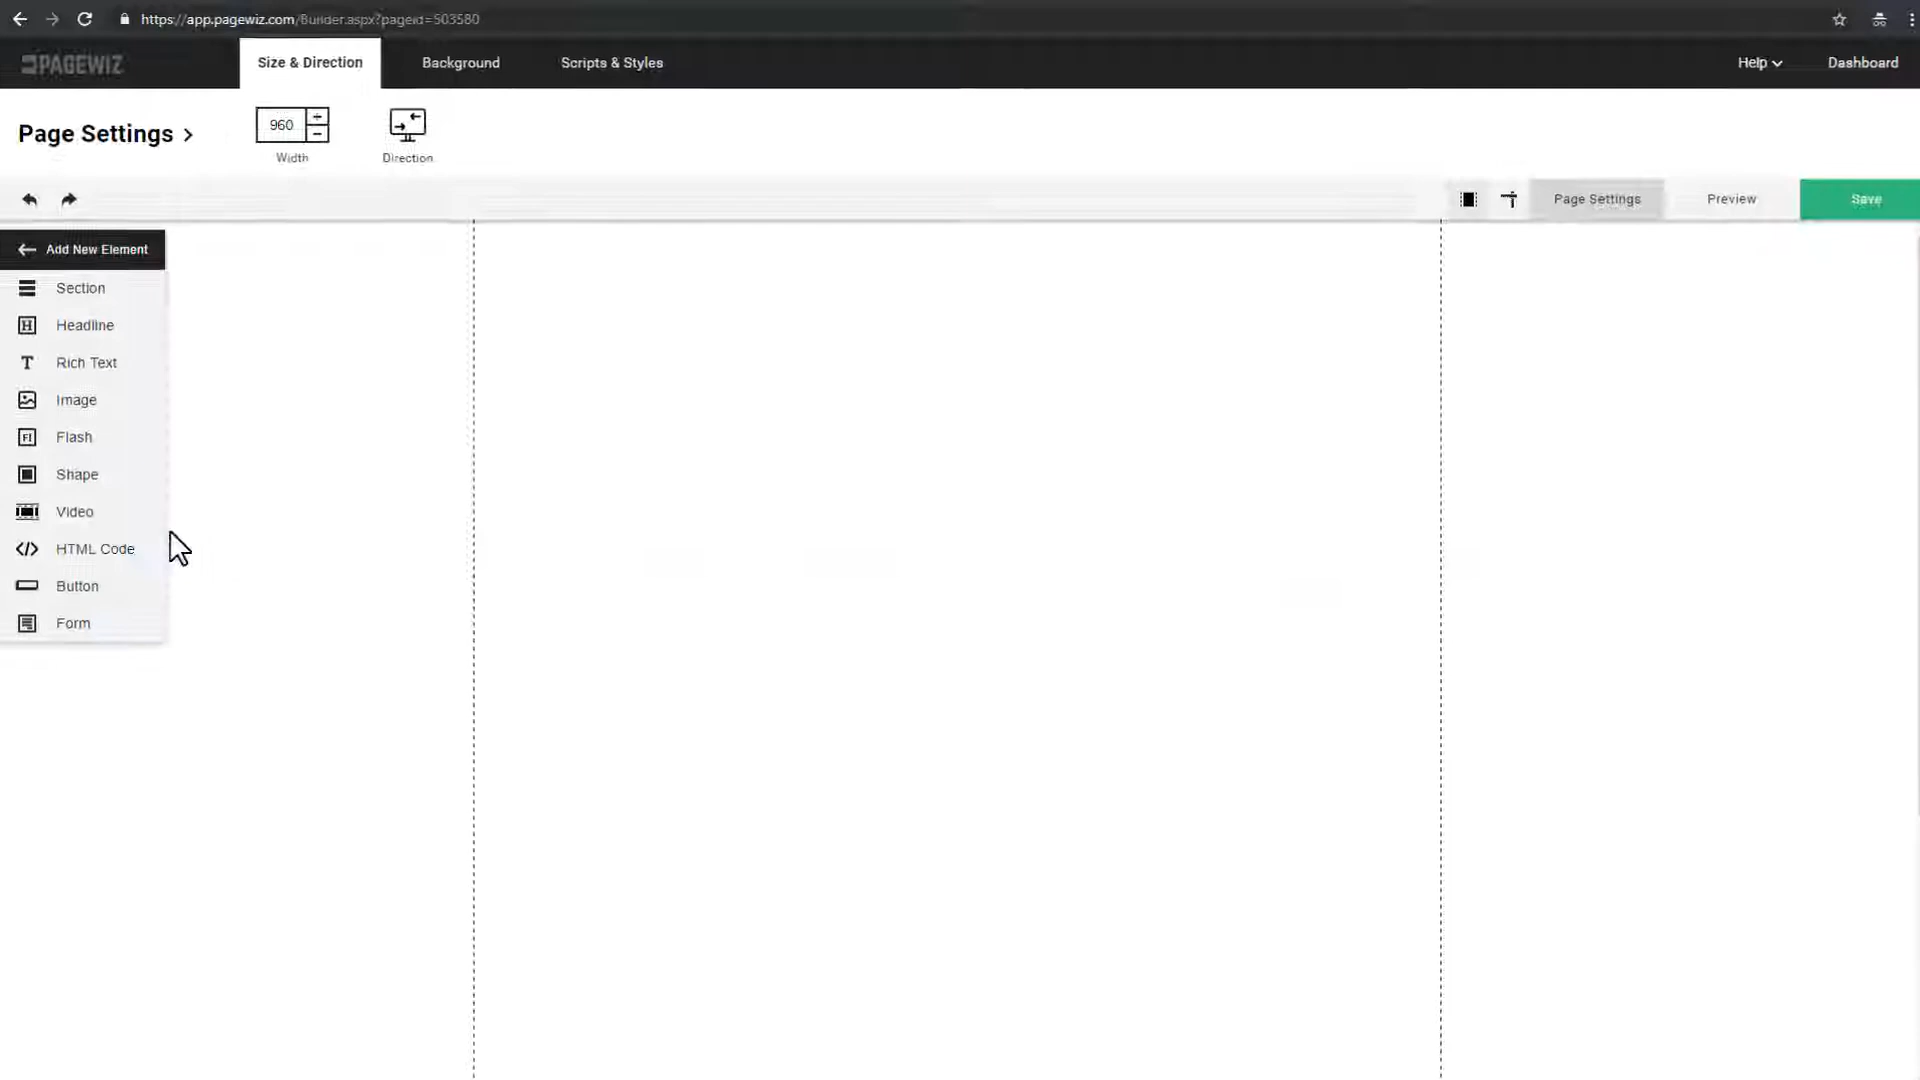 https://app.pagewiz.com/Builder.aspx?pageid=503580
PAGEWIZ
Size & Direction
Background
Scripts & Styles
Help
Dashboard
Page Settings
960
Width
Direction
Page Settings
Preview
Save
Add New Element
Section
H Headline
T Rich Text
Image
Fl Flash
Shape
Video
</> HTML Code
Button
Form